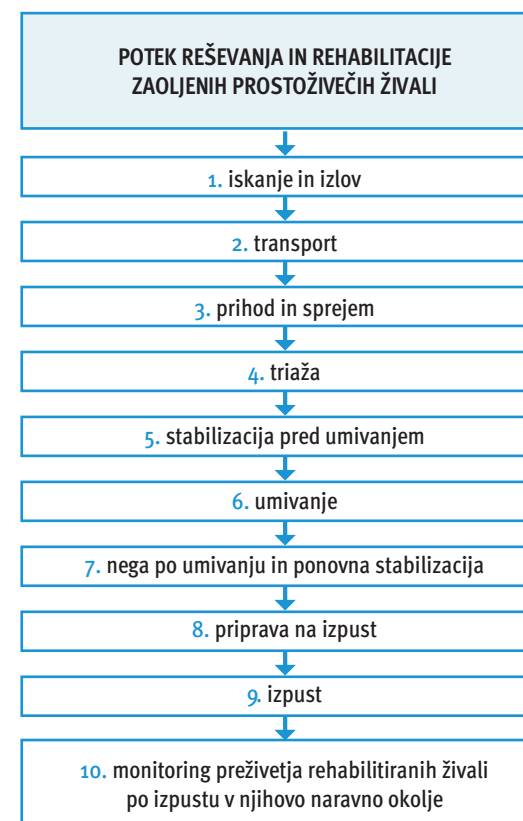 POTEK REŠEVANJA IN REHABILITACIJE
ZAOLJENIH PROSTOŽIVEČIH ŽIVALI
1. iskanje in izlov
2. transport
3. prihod in sprejem
4. triaža
5. stabilizacija pred umivanjem
6. umivanje
7. nega po umivanju in ponovna stabilizacija
8. priprava na izpust
9. izpust
10. monitoring preživetja rehabilitiranih živali
po izpustu v njihovo naravno okolje